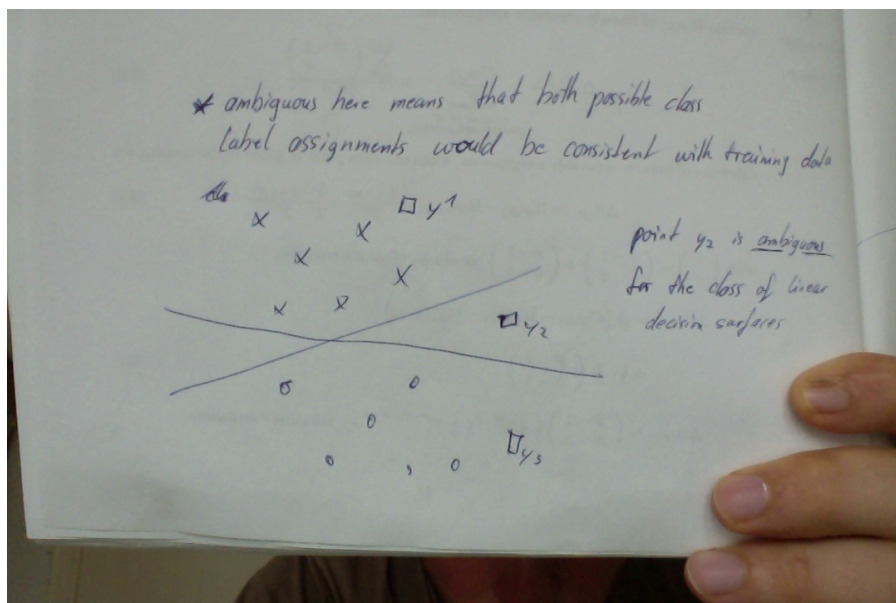 * ambiguous here means that both possible class
label assignments would be consistent with training data
y1
point y2 is ambiguous
for the class of linear
decision surfaces
y2
y3